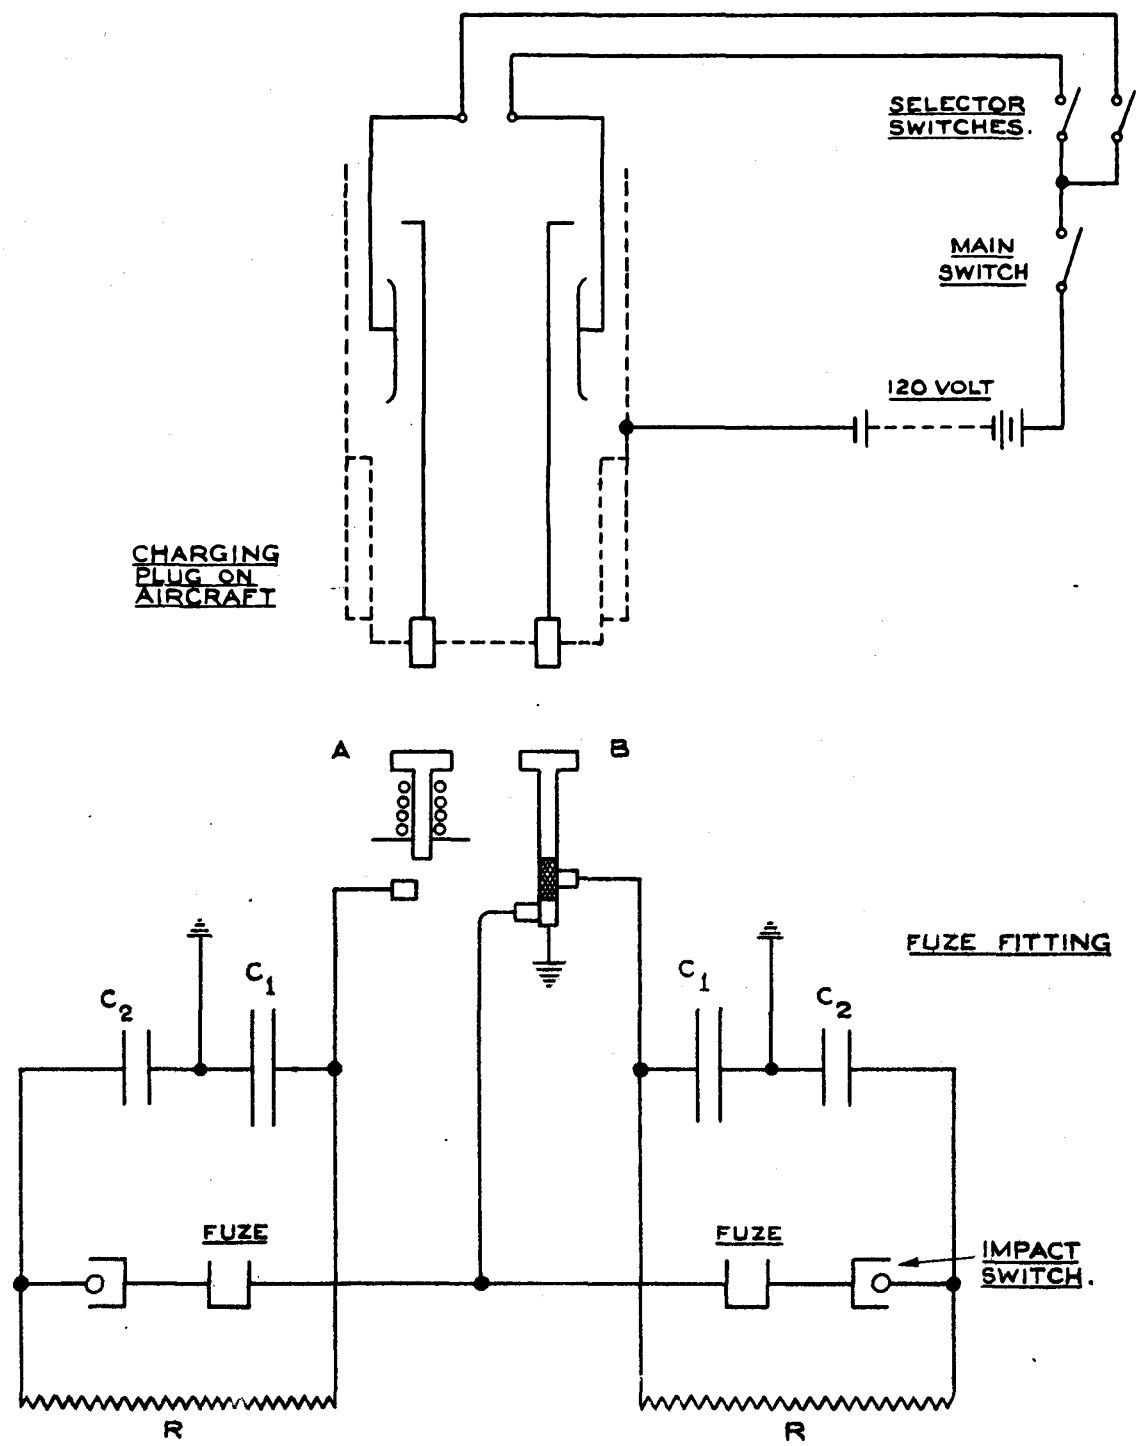 SELECTOR
SWITCHES.
MAIN
SWITCH
120 VOLT
CHARGING
PLUG ON
AIRCRAFT
A
B
FUZE FITTING
C2
C1
C1
C2
FUZE
FUZE
IMPACT
SWITCH.
R
R